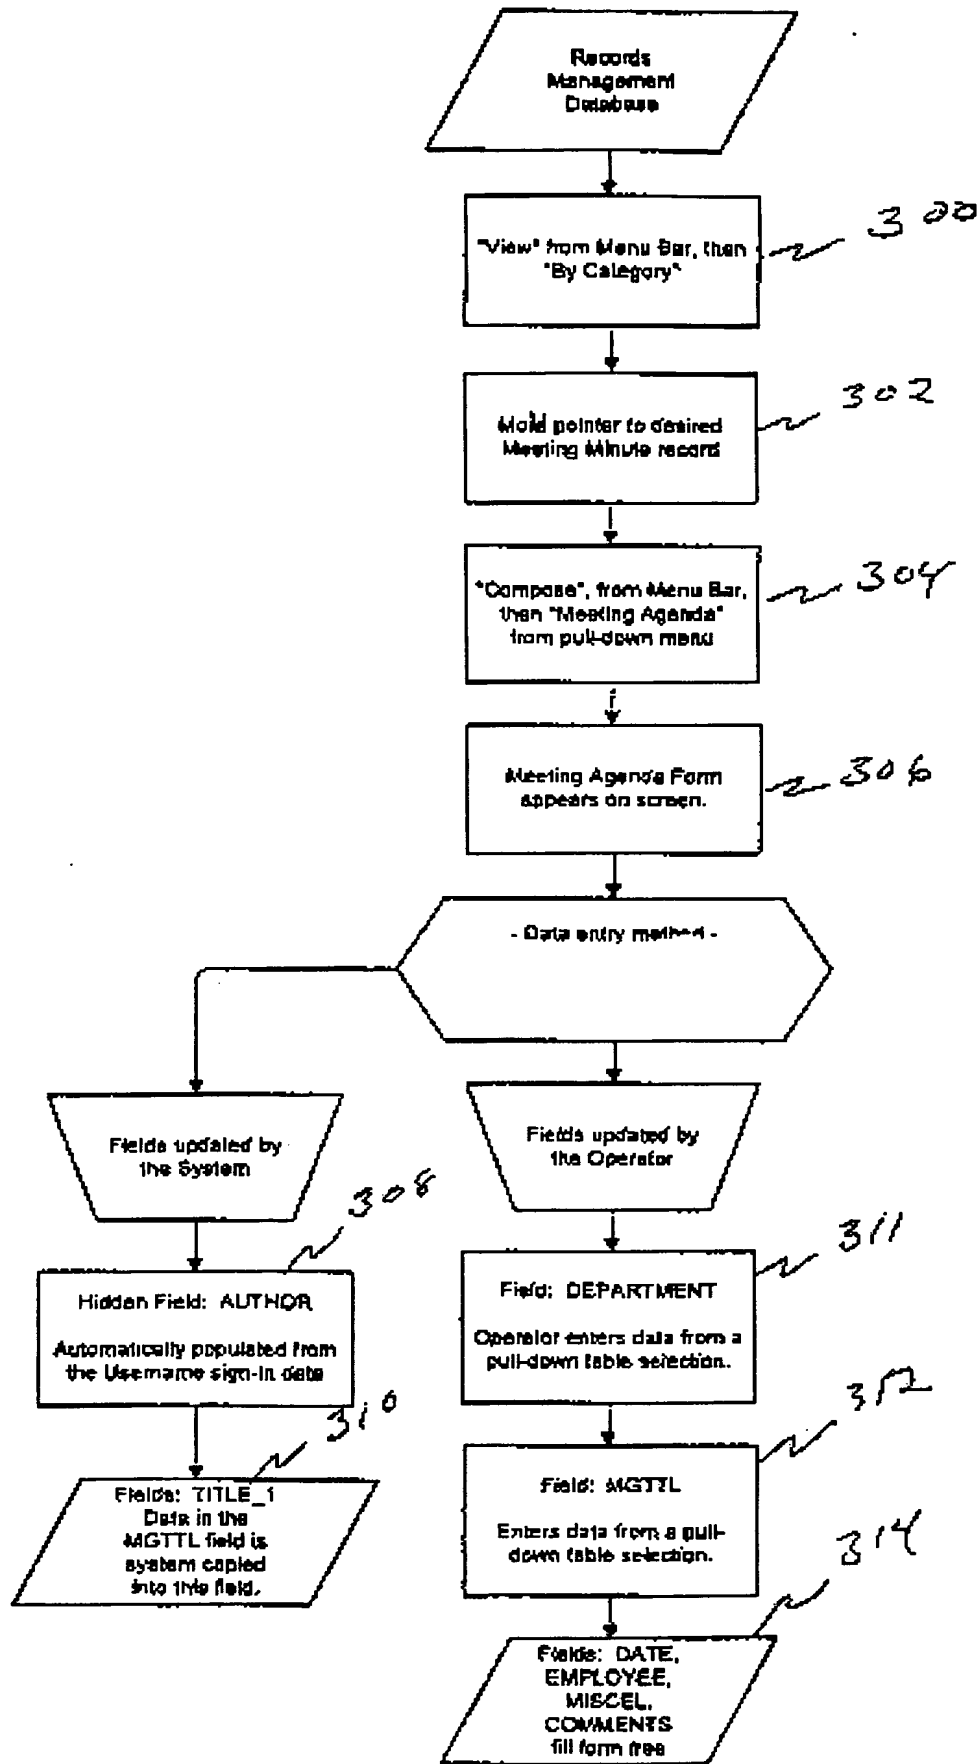 Records
Management
Database
"View" from Menu Bar, then
"By Category"
300
pointer to desired
Meeting Minute record
302
"Compose", from Menu Bar,
then "Meeting Agenda"
from pull-down menu
304
Meeting Agenda Form
appears on screen.
306
- Data entry method -
Fields updated by
the System
Fields updated by
the Operator
308
Hidden Field: AUTHOR
Automatically populated from
the Username sign-in data
311
Field: DEPARTMENT
Operator enters data from a
pull-down table selection.
310
Fields: TITLE_1
Data in the
MGTTL field is
system copied
into this field.
312
Field: MGTTL
Enters data from a pull-
down table selection.
314
Fields: DATE,
EMPLOYEE,
MISCEL,
COMMENTS
fill form free